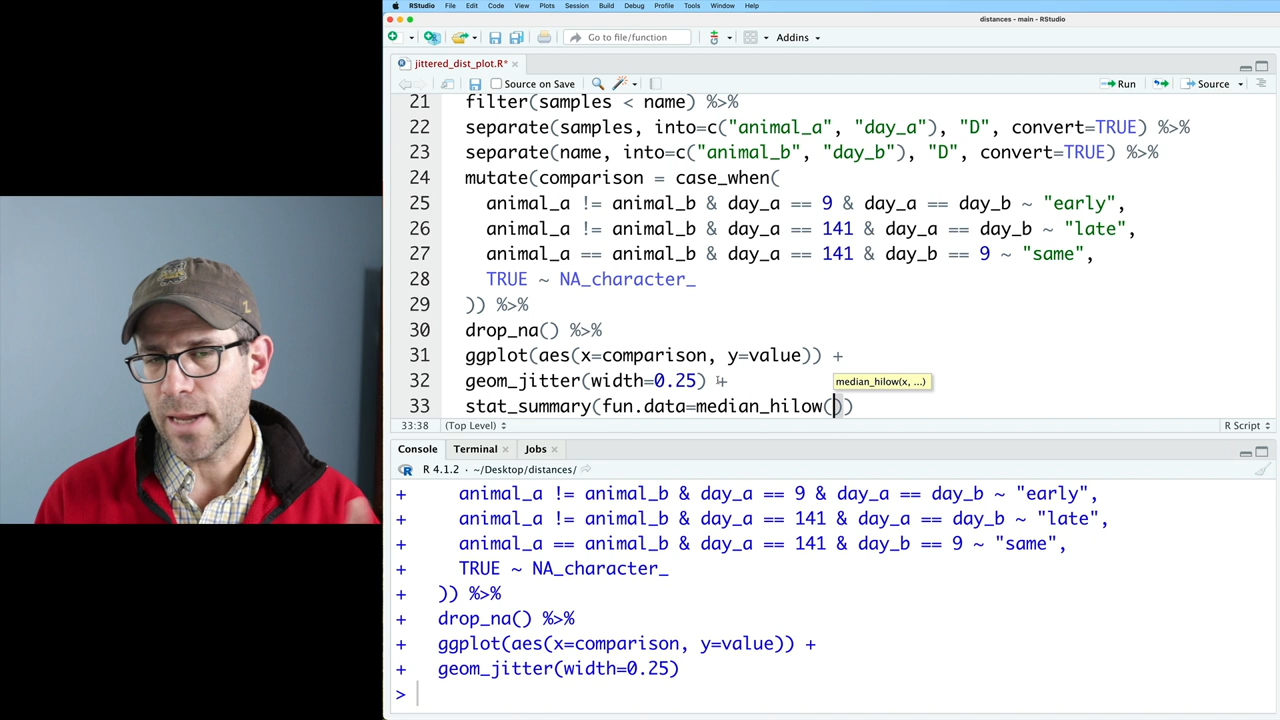 RStudio File Edit Code View Plots Session Build Debug Profile Tools Window Help
distances - main - RStudio
Go to file/function Addins
jittered_dist_plot.R*
Source on Save Run Source
21 filter(samples < name) %>%
22 separate(samples, into=c("animal_a", "day_a"), "D", convert=TRUE) %>%
23 separate(name, into=c("animal_b", "day_b"), "D", convert=TRUE) %>%
24 mutate(comparison = case_when(
25 animal_a != animal_b & day_a == 9 & day_a == day_b ~ "early",
26 animal_a != animal_b & day_a == 141 & day_a == day_b ~ "late",
27 animal_a == animal_b & day_a == 141 & day_b == 9 ~ "same",
28 TRUE ~ NA_character_
29 )) %>%
30 drop_na() %>%
31 ggplot(aes(x=comparison, y=value)) +
32 geom_jitter(width=0.25) +
median_hilow(x, ...)
33 stat_summary(fun.data=median_hilow())
33:38 (Top Level) R Script
Console Terminal Jobs
R 4.1.2 · ~/Desktop/distances/
+ animal_a != animal_b & day_a == 9 & day_a == day_b ~ "early",
+ animal_a != animal_b & day_a == 141 & day_a == day_b ~ "late",
+ animal_a == animal_b & day_a == 141 & day_b == 9 ~ "same",
+ TRUE ~ NA_character_
+ )) %>%
+ drop_na() %>%
+ ggplot(aes(x=comparison, y=value)) +
+ geom_jitter(width=0.25)
>